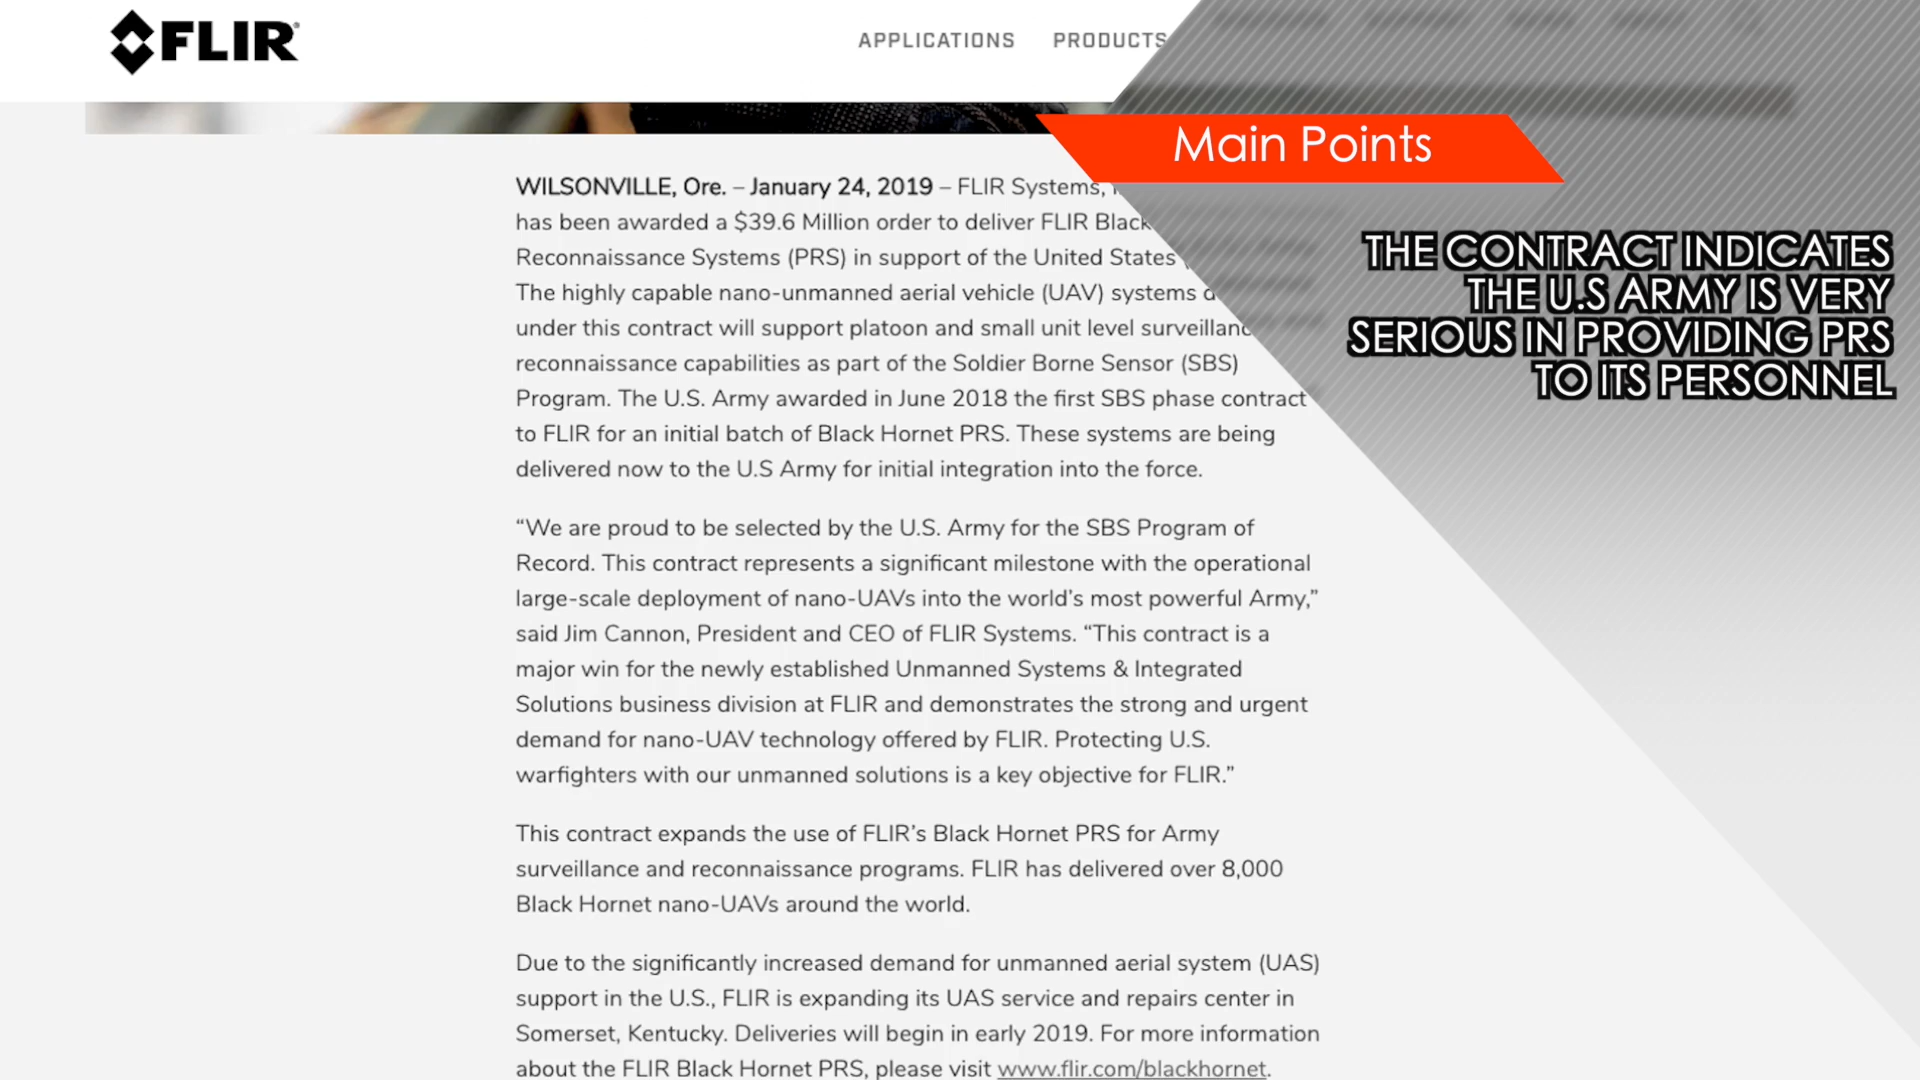 FLIR
APPLICATIONS PRODUCTS
Main Points
THE CONTRACT INDICATES
THE U.S ARMY IS VERY
SERIOUS IN PROVIDING PRS
TO ITS PERSONNEL
WILSONVILLE, Ore. – January 24, 2019 – FLIR Systems,
has been awarded a $39.6 Million order to deliver FLIR Black
Reconnaissance Systems (PRS) in support of the United States
The highly capable nano-unmanned aerial vehicle (UAV) systems
under this contract will support platoon and small unit level
reconnaissance capabilities as part of the Soldier Borne Sensor (SBS)
Program. The U.S. Army awarded in June 2018 the first SBS phase contract
to FLIR for an initial batch of Black Hornet PRS. These systems are being
delivered now to the U.S Army for initial integration into the force.
“We are proud to be selected by the U.S. Army for the SBS Program of
Record. This contract represents a significant milestone with the operational
large-scale deployment of nano-UAVs into the world’s most powerful Army,”
said Jim Cannon, President and CEO of FLIR Systems. “This contract is a
major win for the newly established Unmanned Systems & Integrated
Solutions business division at FLIR and demonstrates the strong and urgent
demand for nano-UAV technology offered by FLIR. Protecting U.S.
warfighters with our unmanned solutions is a key objective for FLIR.”
This contract expands the use of FLIR’s Black Hornet PRS for Army
surveillance and reconnaissance programs. FLIR has delivered over 8,000
Black Hornet nano-UAVs around the world.
Due to the significantly increased demand for unmanned aerial system (UAS)
support in the U.S., FLIR is expanding its UAS service and repairs center in
Somerset, Kentucky. Deliveries will begin in early 2019. For more information
about the FLIR Black Hornet PRS, please visit www.flir.com/blackhornet.